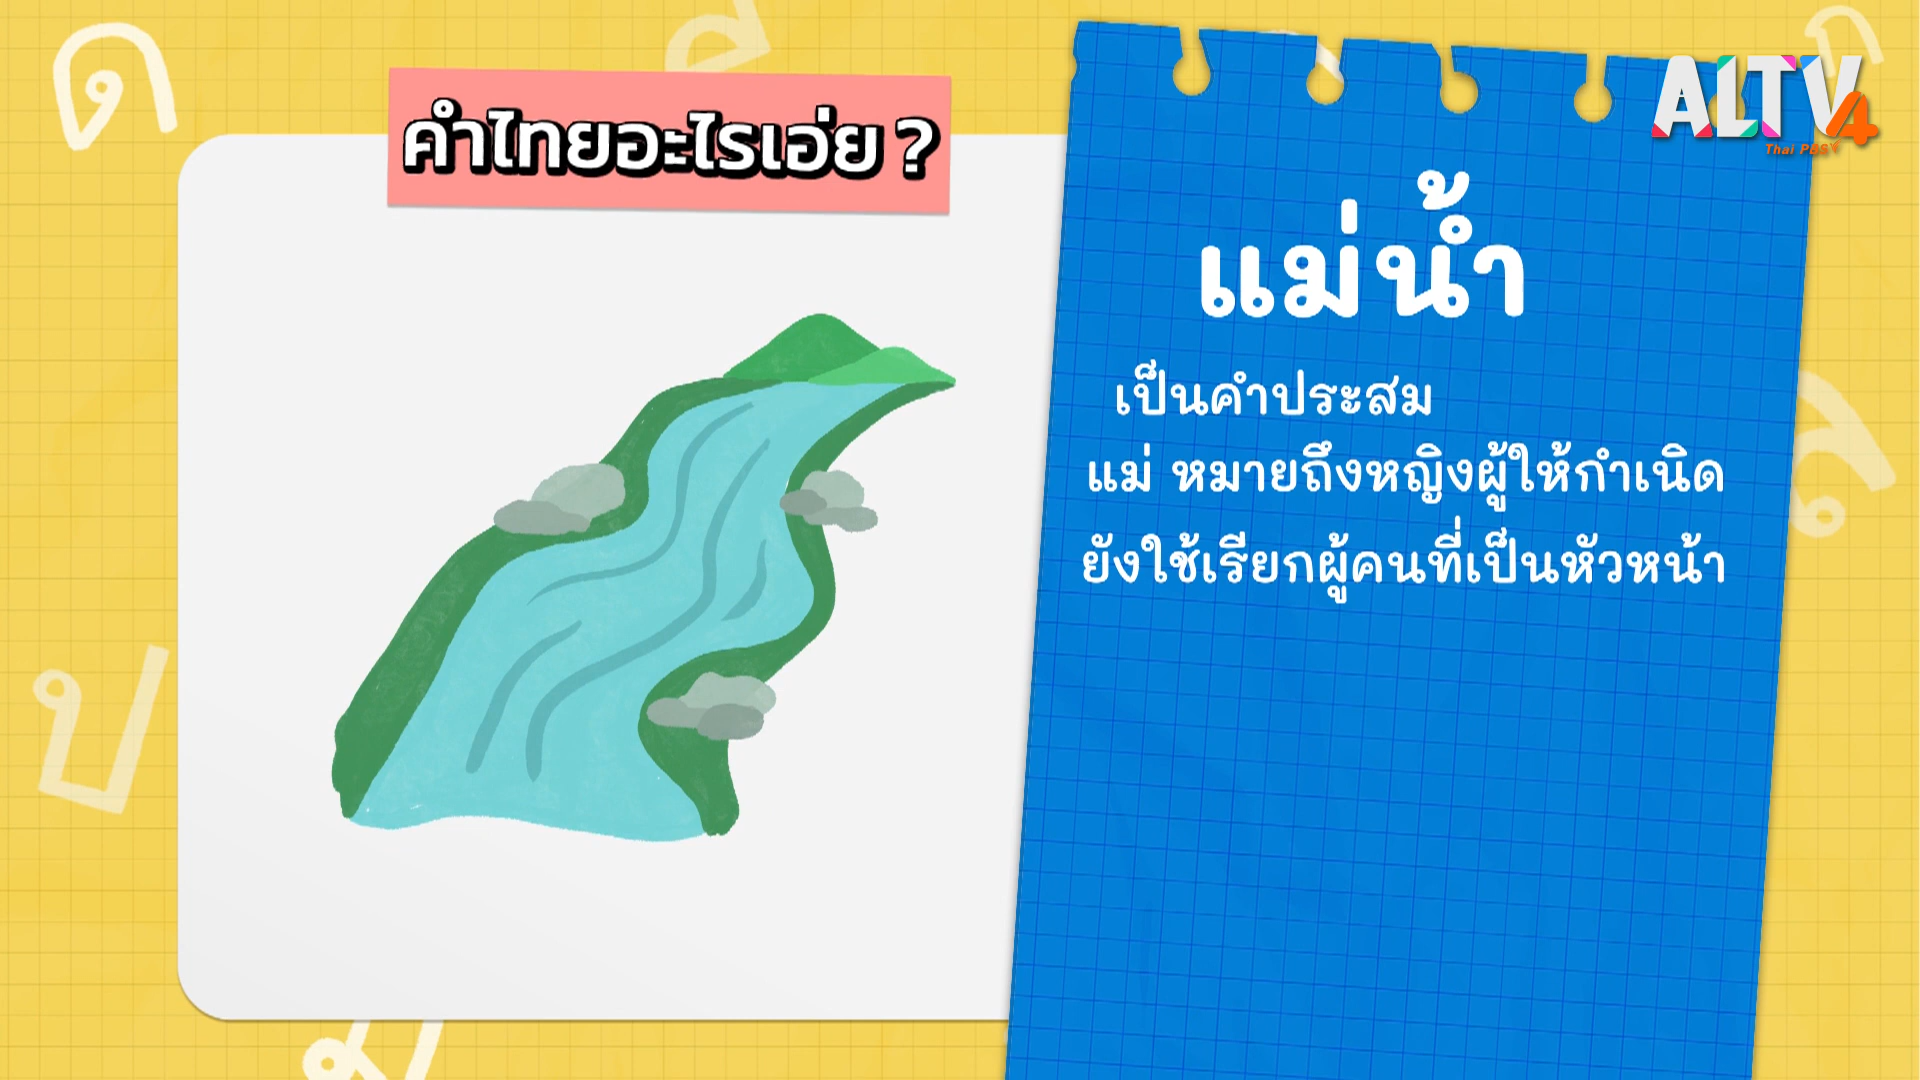 คำไทยอะไรเอ่ย ?
ALTV4
Thai PBS
แม่น้ำ
เป็นคำประสม
แม่ หมายถึงหญิงผู้ให้กำเนิด
ยังใช้เรียกผู้คนที่เป็นหัวหน้า
ด
ป